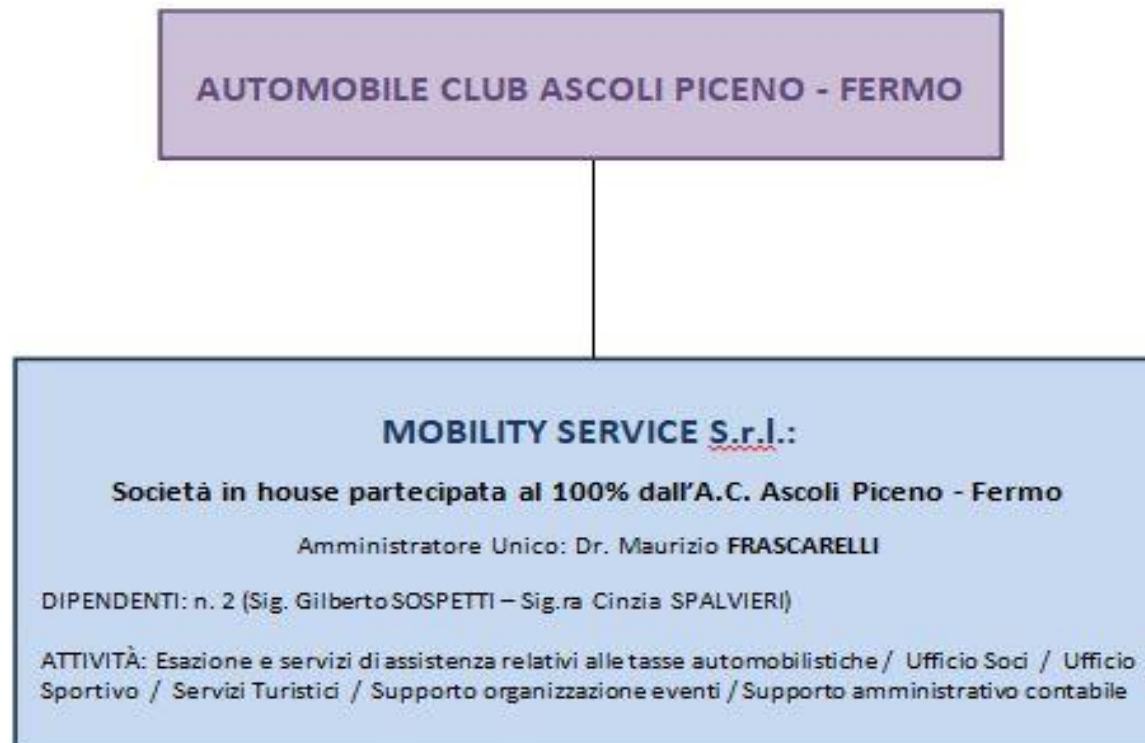 AUTOMOBILE CLUB ASCOLI PICENO - FERMO
MOBILITY SERVICE S.r.l.:
Società in house partecipata al 100% dall'A.C. Ascoli Piceno - Fermo
Amministratore Unico: Dr. Maurizio FRASCARELLI
DIPENDENTI: n. 2 (Sig. Gilberto SOSPETTI – Sig.ra Cinzia SPALVIERI)
ATTIVITÀ: Esazione e servizi di assistenza relativi alle tasse automobilistiche / Ufficio Soci / Ufficio
Sportivo / Servizi Turistici / Supporto organizzazione eventi / Supporto amministrativo contabile